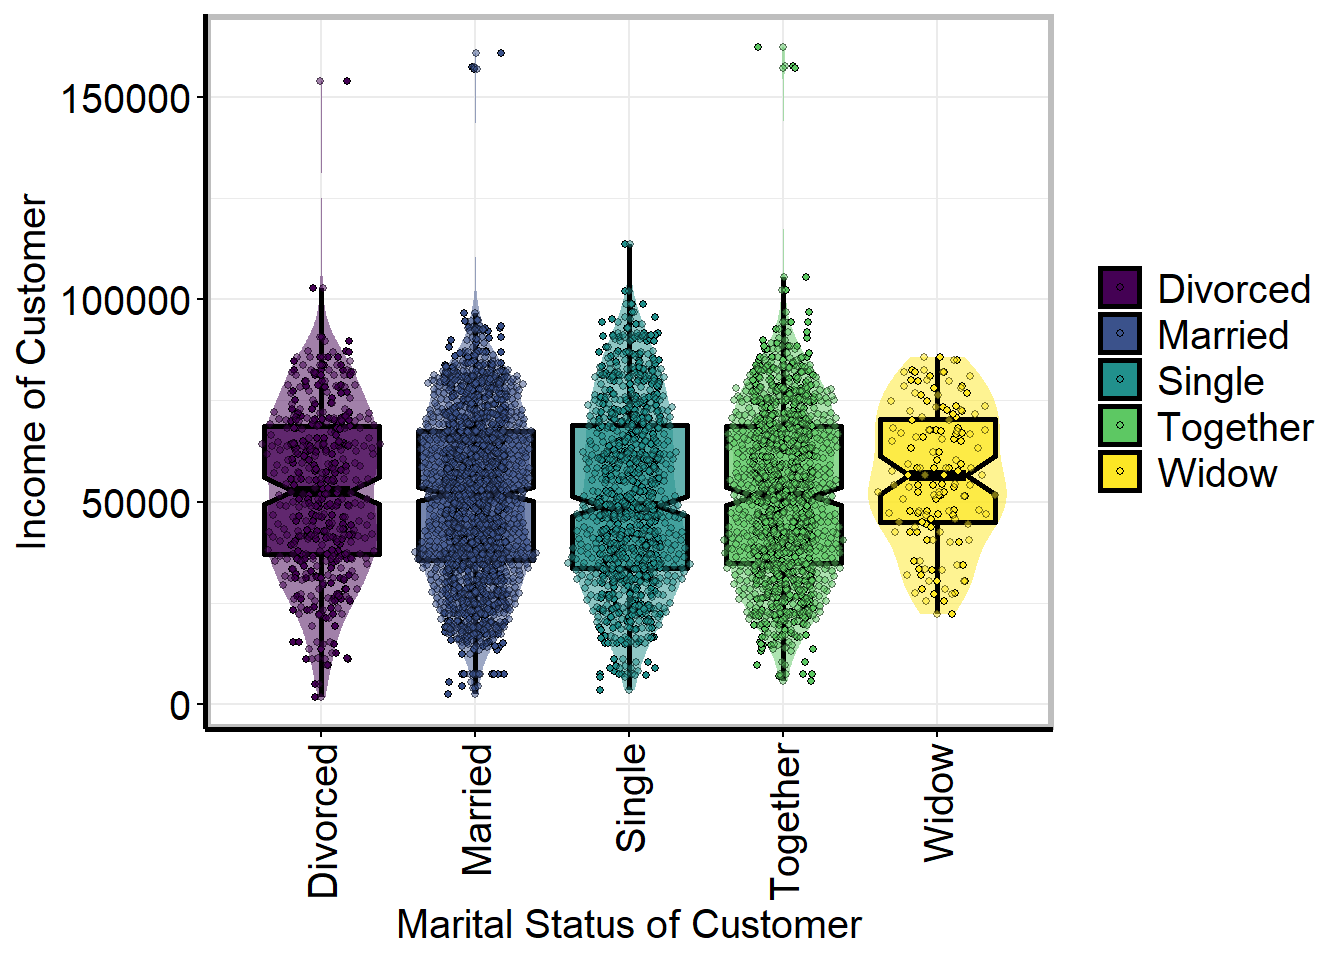 150000
100000
50000
0
Income of Customer
Divorced
Married
Single
Together
Widow
Marital Status of Customer
Divorced
Married
Single
Together
Widow